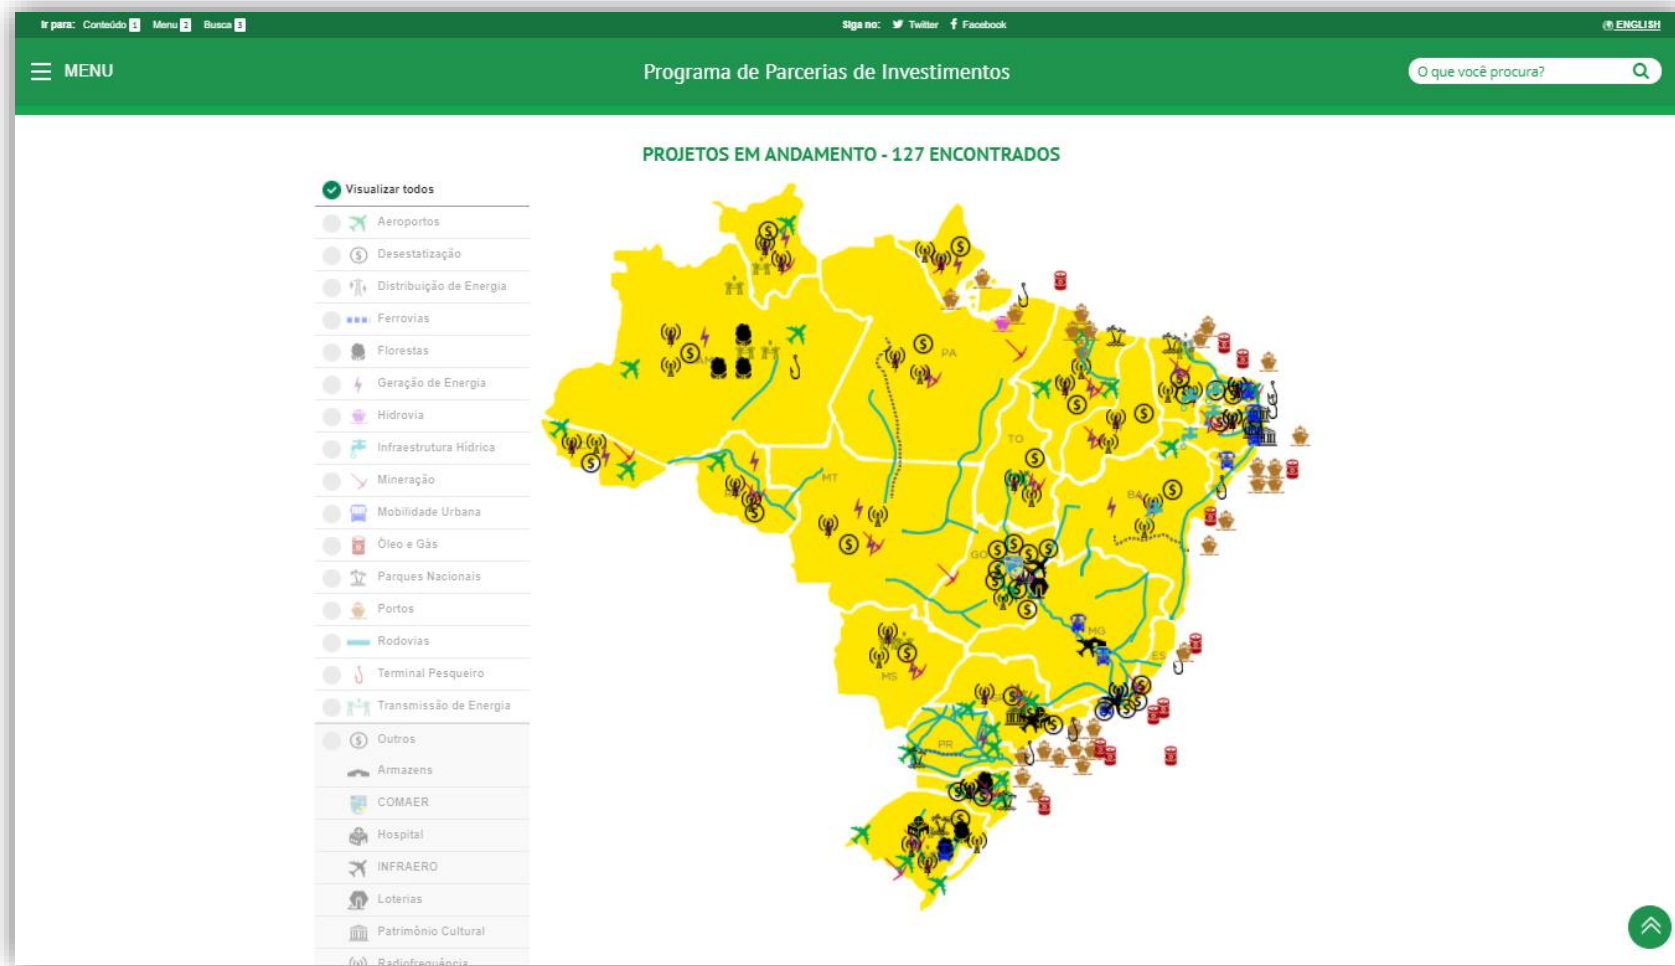 Ir para: Conteúdo 1 Menu 2 Busca 3
Siga no: Twitter Facebook
ENGLISH
MENU
Programa de Parcerias de Investimentos
O que você procura?
PROJETOS EM ANDAMENTO - 127 ENCONTRADOS
Visualizar todos
Aeroportos
Desestatização
Distribuição de Energia
Ferrovias
Florestas
Geração de Energia
Hidrovia
Infraestrutura Hídrica
Mineração
Mobilidade Urbana
Óleo e Gás
Parques Nacionais
Portos
Rodovias
Terminal Pesqueiro
Transmissão de Energia
Outros
Armazens
COMAER
Hospital
INFRAERO
Loterias
Patrimônio Cultural
Radiofrequência
PA
TO
MT
BA
GO
MG
ES
MS
PR